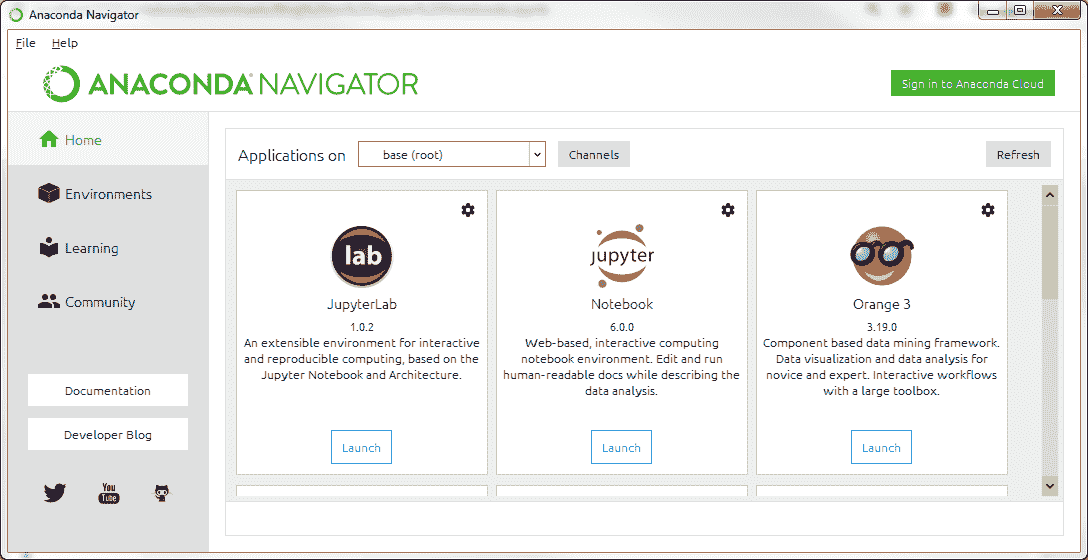 Anaconda Navigator
File Help
ANACONDA NAVIGATOR
Sign in to Anaconda Cloud
Home
Environments
Learning
Community
Documentation
Developer Blog
You
Tube
Applications on base (root) Channels Refresh
lab
JupyterLab
1.0.2
An extensible environment for interactive
and reproducible computing, based on the
Jupyter Notebook and Architecture.
Launch
jupyter
Notebook
6.0.0
Web-based, interactive computing
notebook environment. Edit and run
human-readable docs while describing the
data analysis.
Launch
Orange 3
3.19.0
Component based data mining framework.
Data visualization and data analysis for
novice and expert. Interactive workflows
with a large toolbox.
Launch